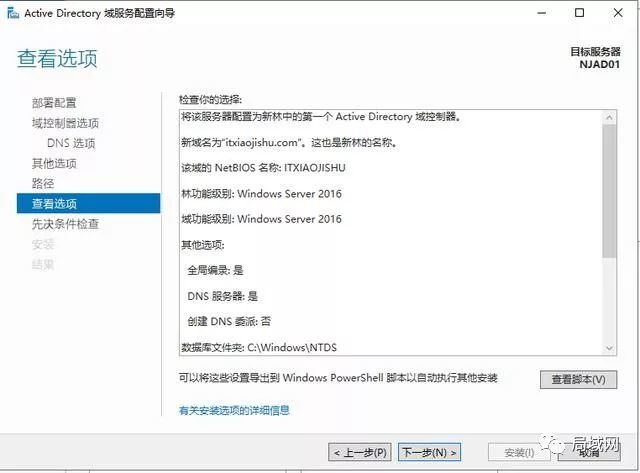 Active Directory 域服务配置向导
查看选项
目标服务器
NJAD01
部署配置
域控制器选项
DNS 选项
其他选项
路径
查看选项
先决条件检查
安装
结果
检查你的选择:
将该服务器配置为新林中的第一个 Active Directory 域控制器。
新域名为"itxiaojishu.com"。这也是新林的名称。
该域的 NetBIOS 名称: ITXIAOJISHU
林功能级别: Windows Server 2016
域功能级别: Windows Server 2016
其他选项:
全局编录: 是
DNS 服务器: 是
创建 DNS 委派: 否
数据库文件夹: C:\Windows\NTDS
可以将这些设置导出到 Windows PowerShell 脚本以自动执行其他安装
查看脚本(V)
有关安装选项的详细信息
< 上一步(P)
下一步(N) >
安装(I)
取消
局域网